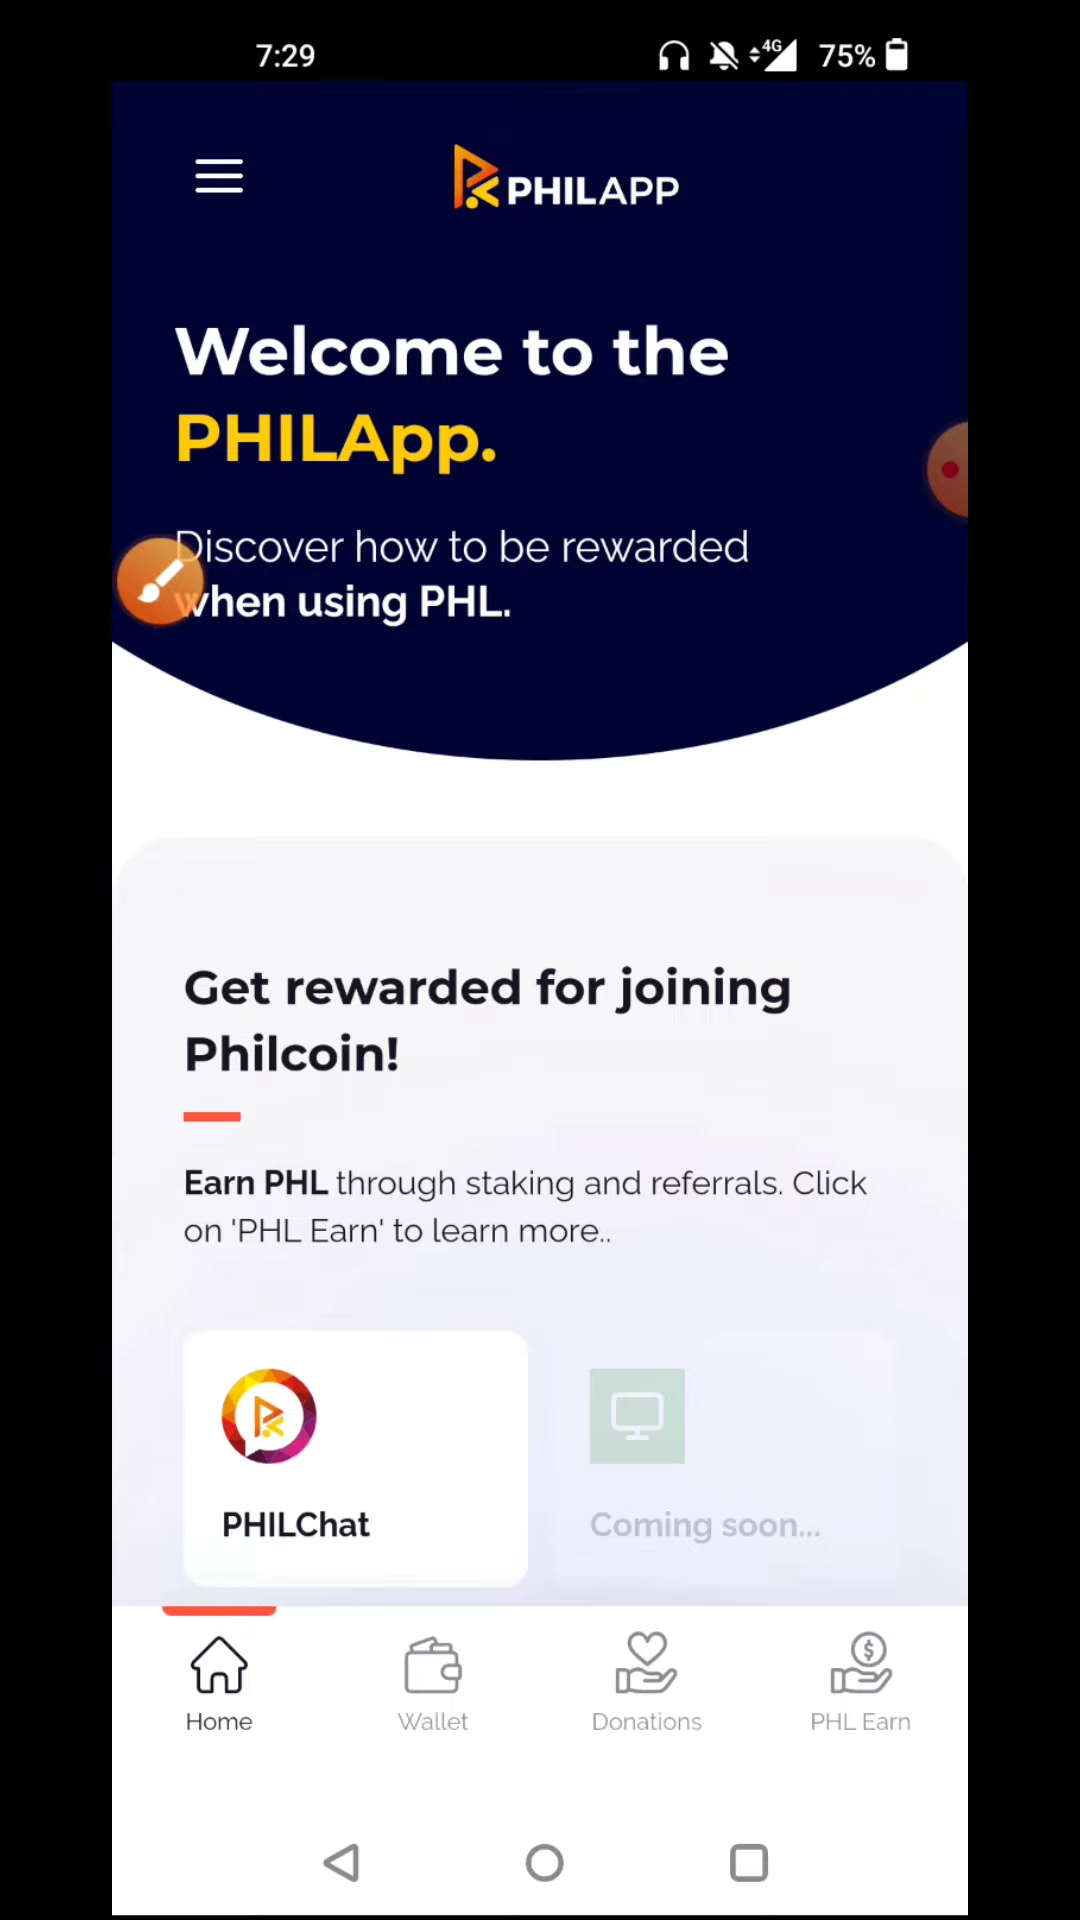 7:29
4G
75%
PHILAPP
Welcome to the
PHILApp.
Discover how to be rewarded
when using PHL.
Get rewarded for joining
Philcoin!
Earn PHL through staking and referrals. Click
on 'PHL Earn' to learn more..
PHILChat
Coming soon...
Home
Wallet
Donations
PHL Earn